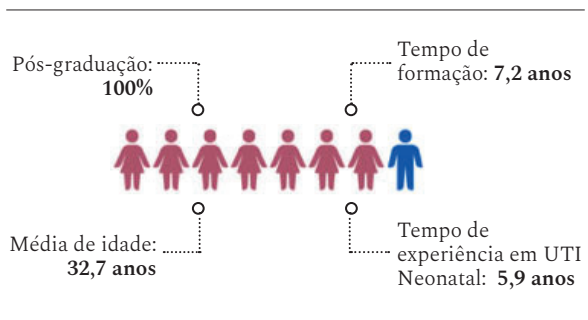 Pós-graduação:
100%
Tempo de
formação: 7,2 anos
Média de idade:
32,7 anos
Tempo de
experiência em UTI
Neonatal: 5,9 anos